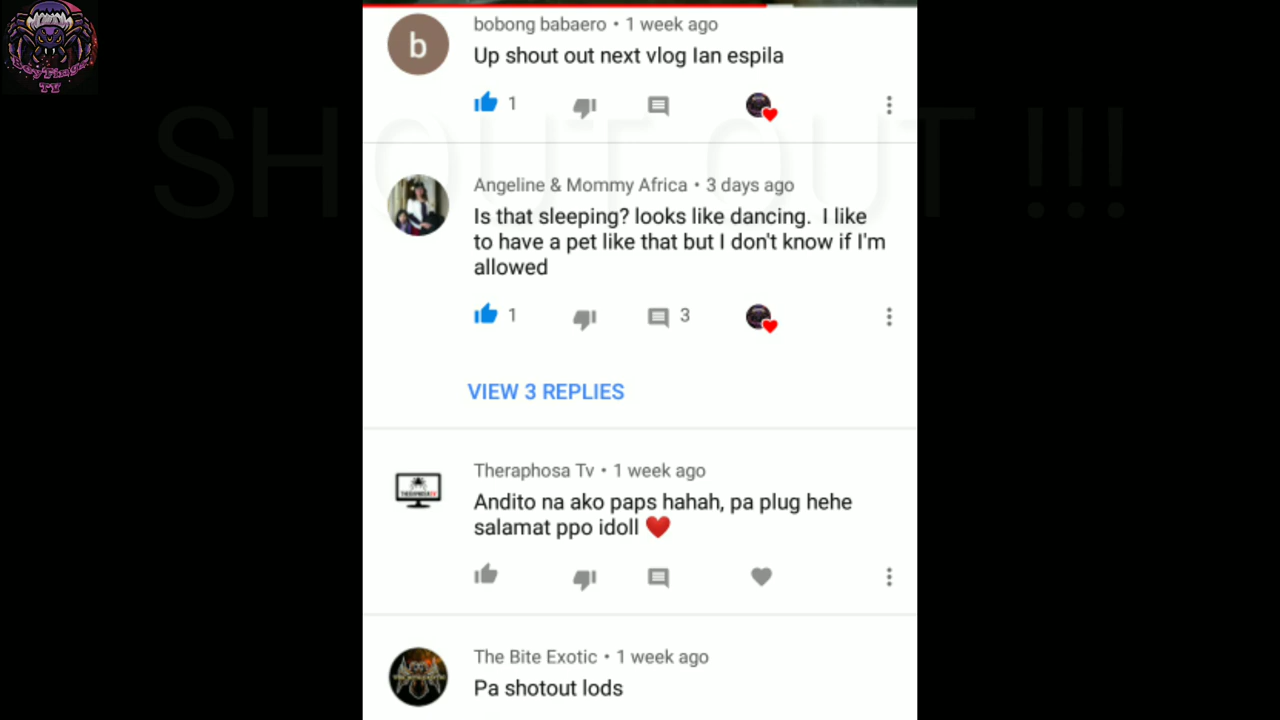 bobong babaero • 1 week ago
Up shout out next vlog Ian espila
1
SHOUT OUT !!!
Angeline & Mommy Africa • 3 days ago
Is that sleeping? looks like dancing. I like
to have a pet like that but I don't know if I'm
allowed
1
3
VIEW 3 REPLIES
Theraphosa Tv • 1 week ago
Andito na ako paps hahah, pa plug hehe
salamat ppo idoll ❤️
The Bite Exotic • 1 week ago
Pa shotout lods
b
TV